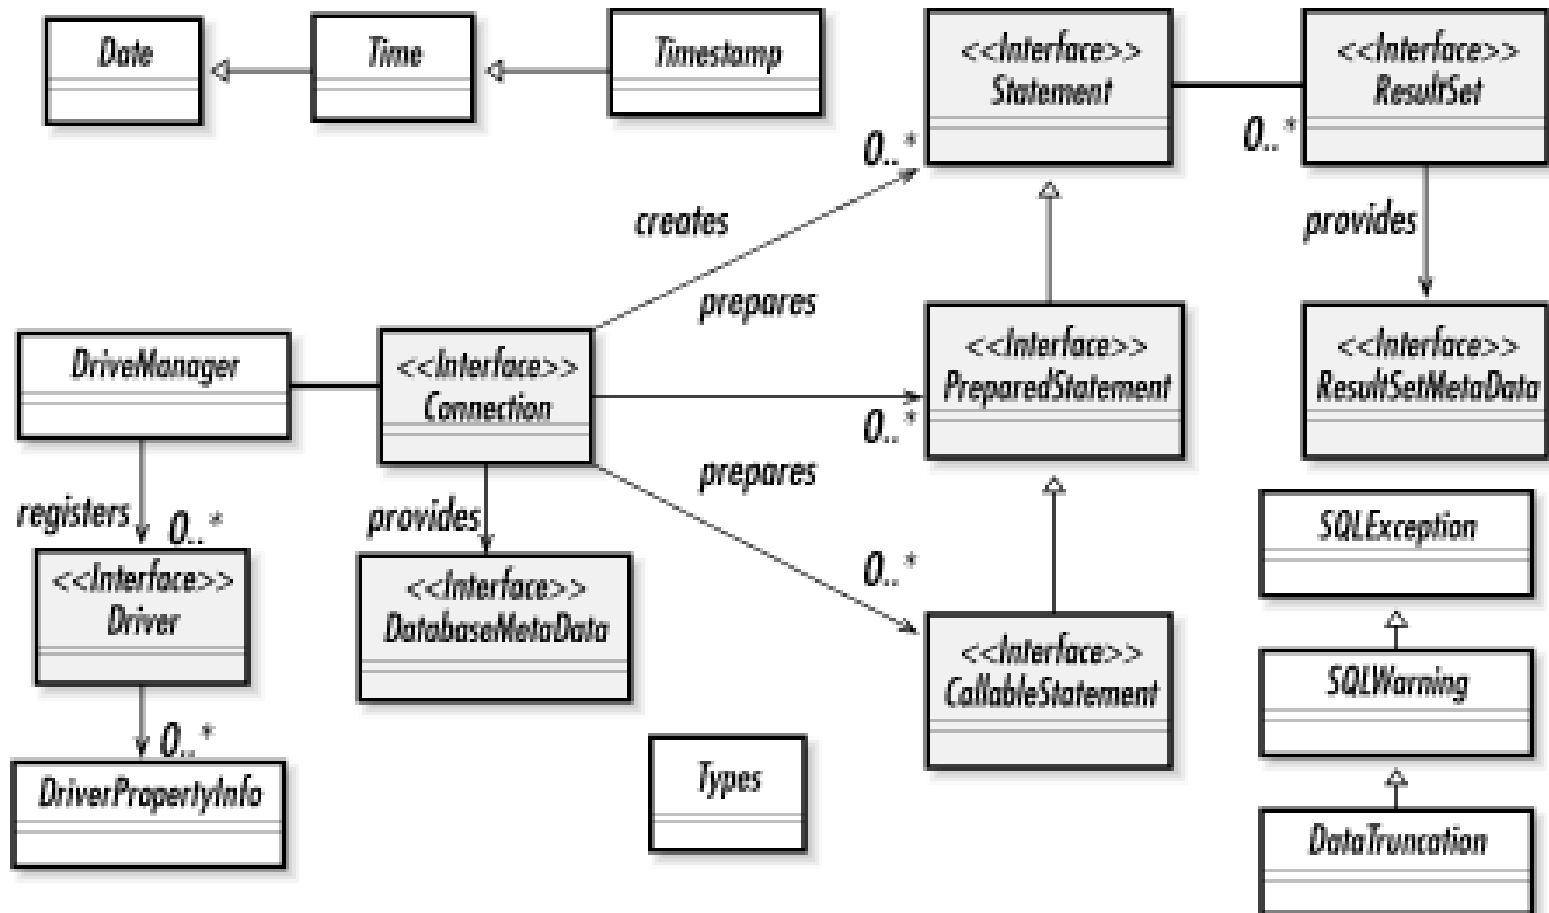 Date
Time
Timestamp
<<Interface>>
Statement
<<Interface>>
ResultSet
0..*
0..*
creates
provides
prepares
DriveManager
<<Interface>>
Connection
<<Interface>>
PreparedStatement
<<Interface>>
ResultSetMetaData
0..*
prepares
registers
0..*
provides
SQLException
<<Interface>>
Driver
<<Interface>>
DatabaseMetaData
0..*
<<Interface>>
CallableStatement
SQLWarning
0..*
DriverPropertyInfo
Types
DataTruncation